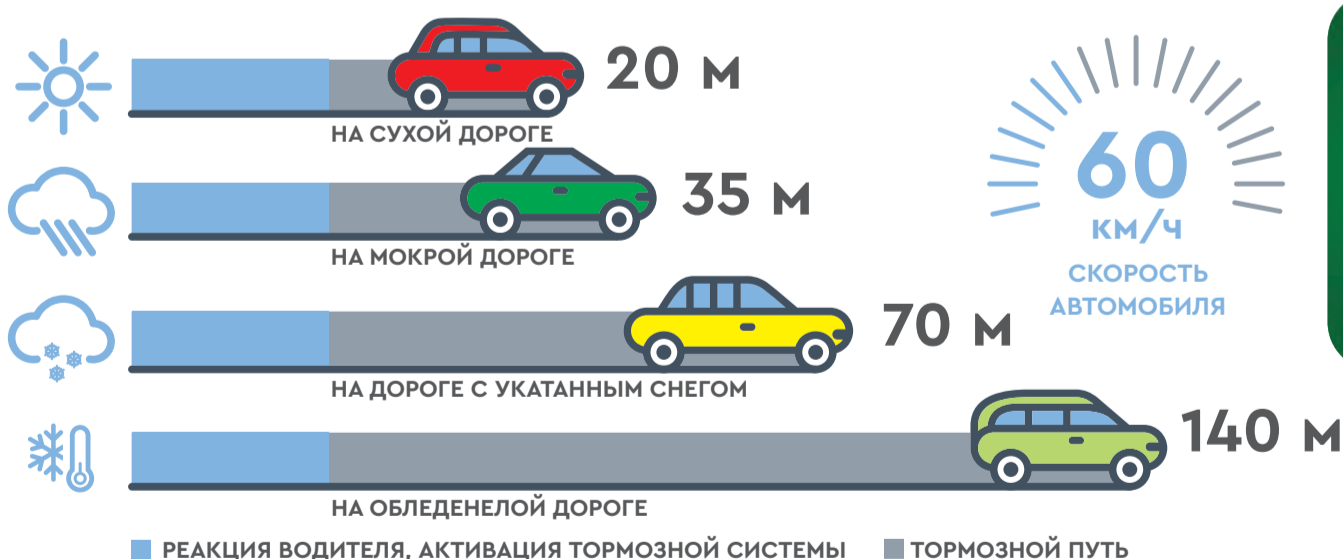 20 м
НА СУХОЙ ДОРОГЕ
35 м
НА МОКРОЙ ДОРОГЕ
70 м
НА ДОРОГЕ С УКАТАННЫМ СНЕГОМ
140 м
НА ОБЛЕДЕНЕЛОЙ ДОРОГЕ
60
км/ч
СКОРОСТЬ
АВТОМОБИЛЯ
РЕАКЦИЯ ВОДИТЕЛЯ, АКТИВАЦИЯ ТОРМОЗНОЙ СИСТЕМЫ
ТОРМОЗНОЙ ПУТЬ